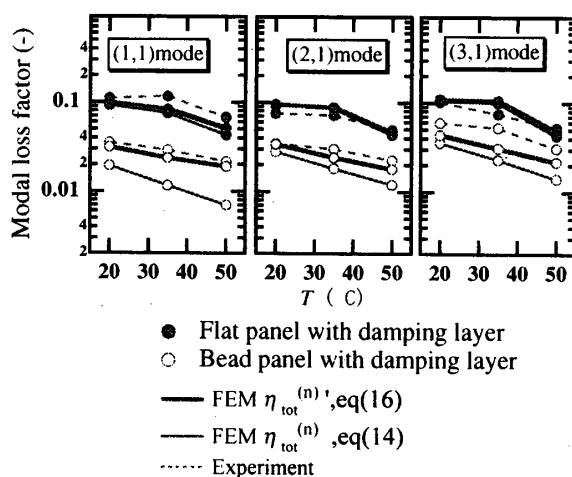 Modal loss factor (-)
(1,1)mode
(2,1)mode
(3,1)mode
4
2
0.1
4
2
0.01
4
2
20 30 40 50
20 30 40 50
20 30 40 50
T ( C)
Flat panel with damping layer
Bead panel with damping layer
FEM η tot (n) ',eq(16)
FEM η tot (n) ,eq(14)
Experiment